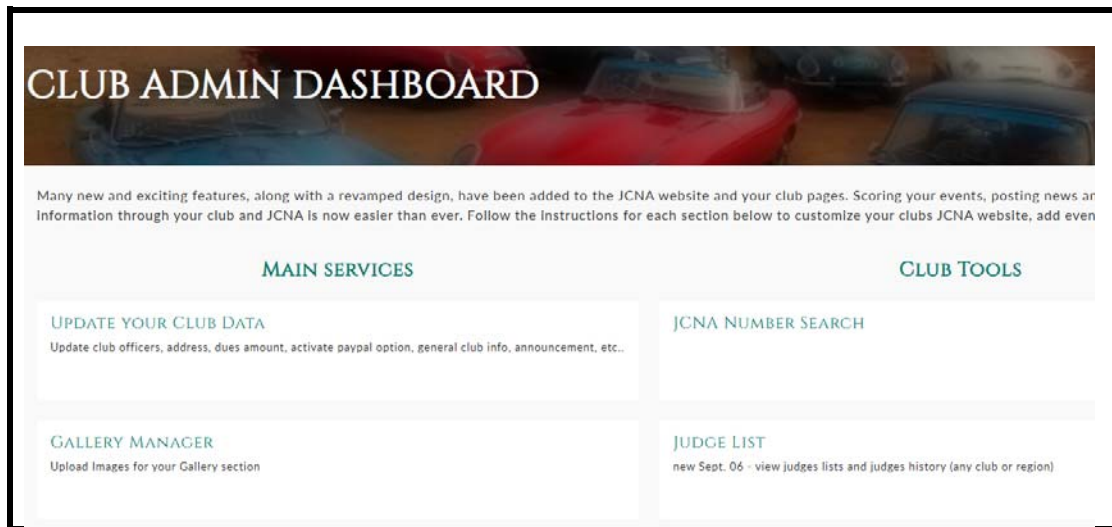 CLUB ADMIN DASHBOARD
Many new and exciting features, along with a revamped design, have been added to the JCNA website and your club pages. Scoring your events, posting news
information through your club and JCNA is now easier than ever. Follow the instructions for each section below to customize your clubs JCNA website, add
MAIN SERVICES
CLUB TOOLS
UPDATE YOUR CLUB DATA
Update club officers, address, dues amount, activate paypal option, general club info, announcement, etc..
JCNA NUMBER SEARCH
GALLERY MANAGER
Upload Images for your Gallery section
JUDGE LIST
new Sept. 06 - view judges lists and judges history (any club or region)